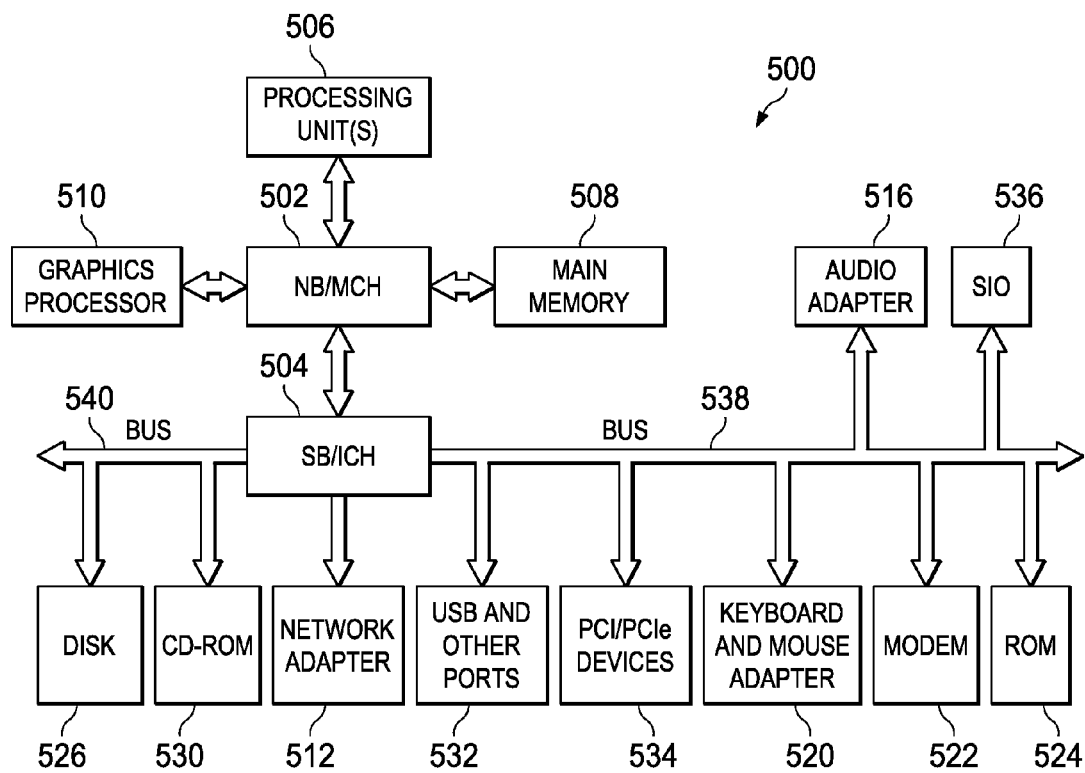 506
PROCESSING
UNIT(S)
500
510
502
508
516
536
GRAPHICS
PROCESSOR
NB/MCH
MAIN
MEMORY
AUDIO
ADAPTER
SIO
504
540
538
BUS
SB/ICH
BUS
DISK
CD-ROM
NETWORK
ADAPTER
USB AND
OTHER
PORTS
PCI/PCIe
DEVICES
KEYBOARD
AND MOUSE
ADAPTER
MODEM
ROM
526
530
512
532
534
520
522
524